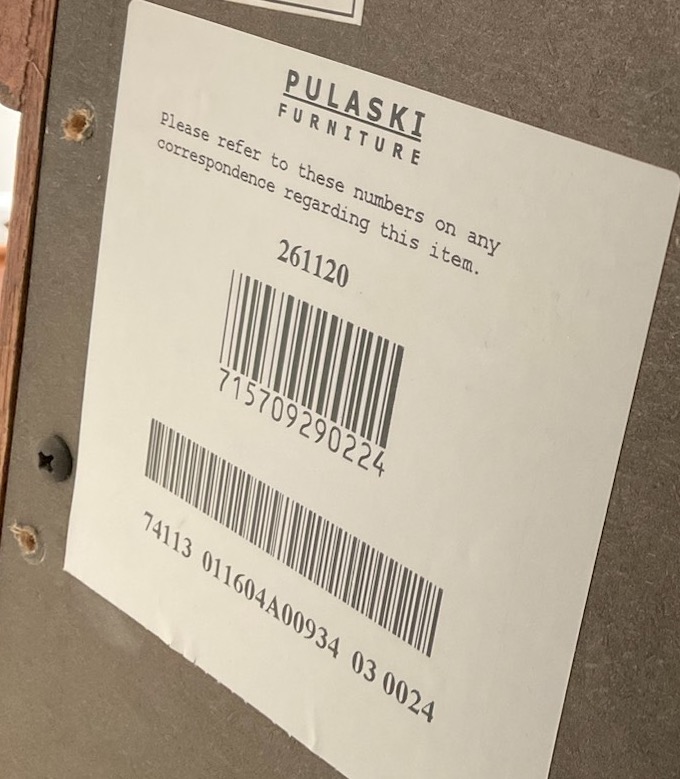 PULASKI
FURNITURE
Please refer to these numbers on any
correspondence regarding this item.
261120
715709290224
74113 011604A00934 03 0024